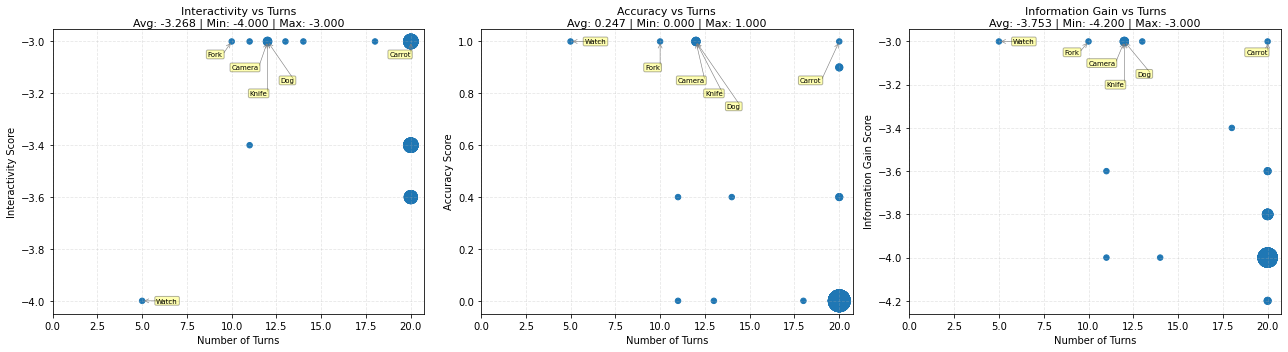 Interactivity vs Turns
Avg: -3.268 | Min: -4.000 | Max: -3.000
−3.0
−3.2
−3.4
−3.6
−3.8
−4.0
Interactivity Score
Fork
Camera
Knife
Dog
Carrot
Watch
0.0
2.5
5.0
7.5
10.0
12.5
15.0
17.5
20.0
Number of Turns
Accuracy vs Turns
Avg: 0.247 | Min: 0.000 | Max: 1.000
1.0
0.8
0.6
0.4
0.2
0.0
Accuracy Score
Watch
Fork
Camera
Knife
Dog
Carrot
0.0
2.5
5.0
7.5
10.0
12.5
15.0
17.5
20.0
Number of Turns
Information Gain vs Turns
Avg: -3.753 | Min: -4.200 | Max: -3.000
−3.0
−3.2
−3.4
−3.6
−3.8
−4.0
−4.2
Information Gain Score
Watch
Fork
Camera
Knife
Dog
Carrot
0.0
2.5
5.0
7.5
10.0
12.5
15.0
17.5
20.0
Number of Turns